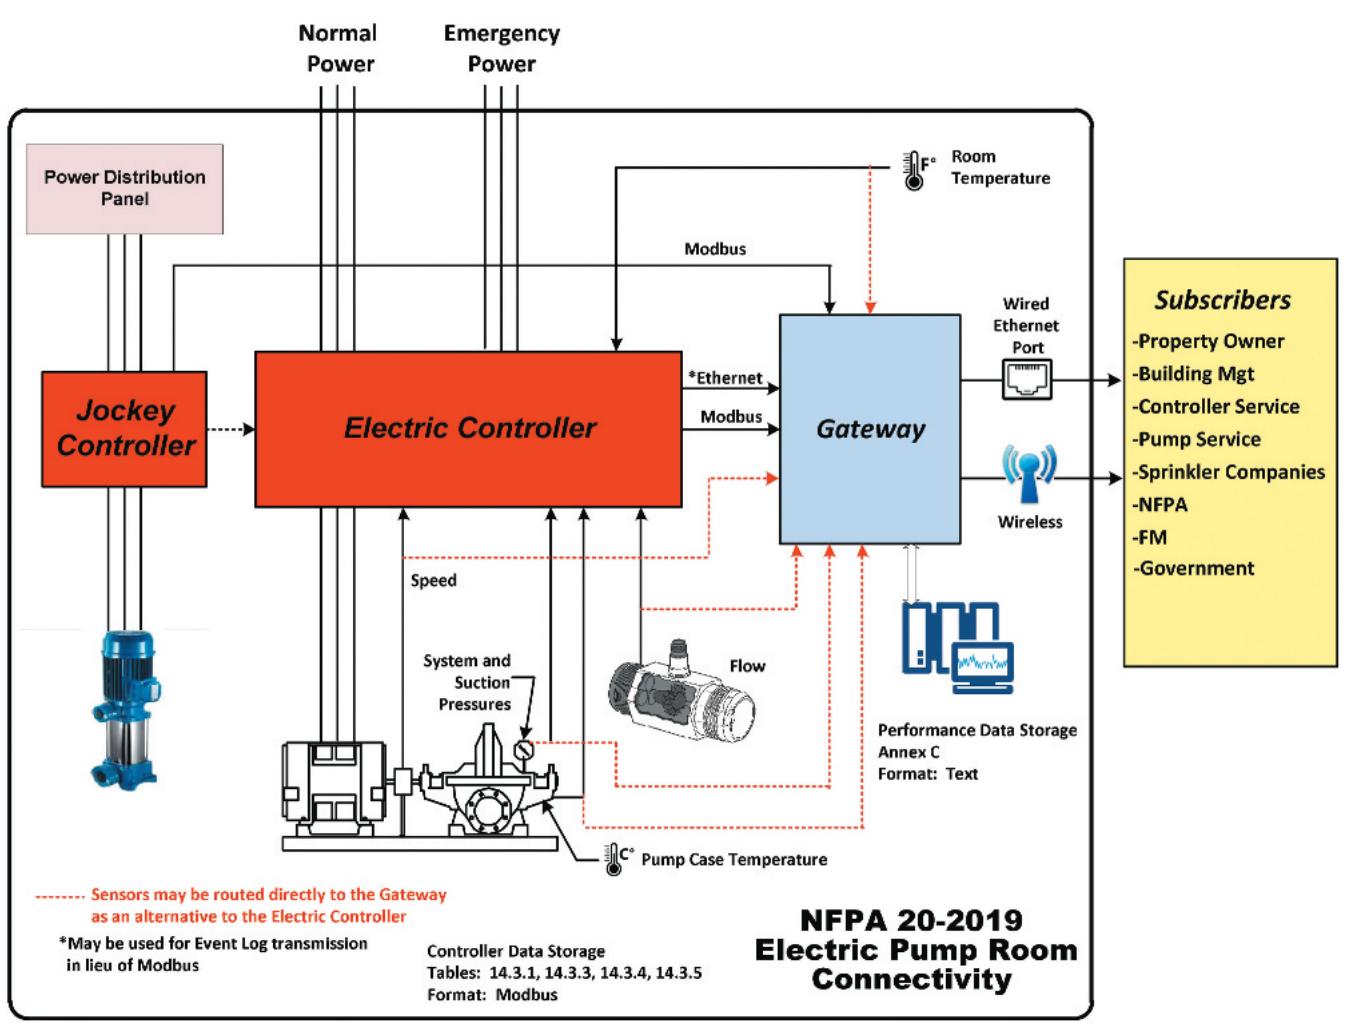 Normal
Power
Emergency
Power
Power Distribution
Panel
F°
Room
Temperature
Modbus
Jockey
Controller
Electric Controller
*Ethernet
Modbus
Gateway
Wired
Ethernet
Port
Wireless
Subscribers
-Property Owner
-Building Mgt
-Controller Service
-Pump Service
-Sprinkler Companies
-NFPA
-FM
-Government
Speed
System and
Suction
Pressures
Flow
Performance Data Storage
Annex C
Format: Text
C°
Pump Case Temperature
Sensors may be routed directly to the Gateway
as an alternative to the Electric Controller
*May be used for Event Log transmission
in lieu of Modbus
Controller Data Storage
Tables: 14.3.1, 14.3.3, 14.3.4, 14.3.5
Format: Modbus
NFPA 20-2019
Electric Pump Room
Connectivity